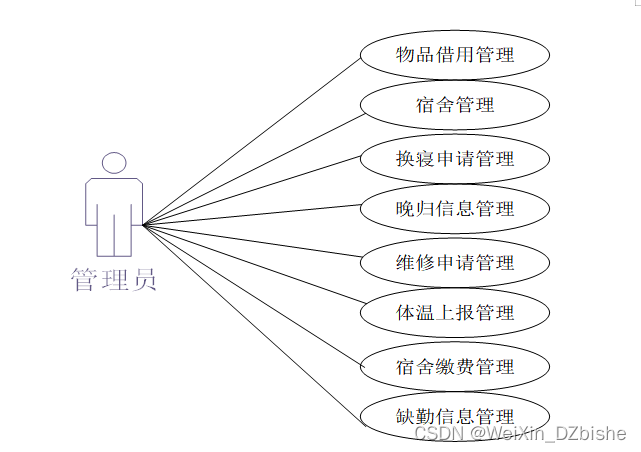 物品借用管理
宿舍管理
换寝申请管理
晚归信息管理
管理员
维修申请管理
体温上报管理
宿舍缴费管理
缺勤信息管理
CSDN @WeiXin_DZbishe